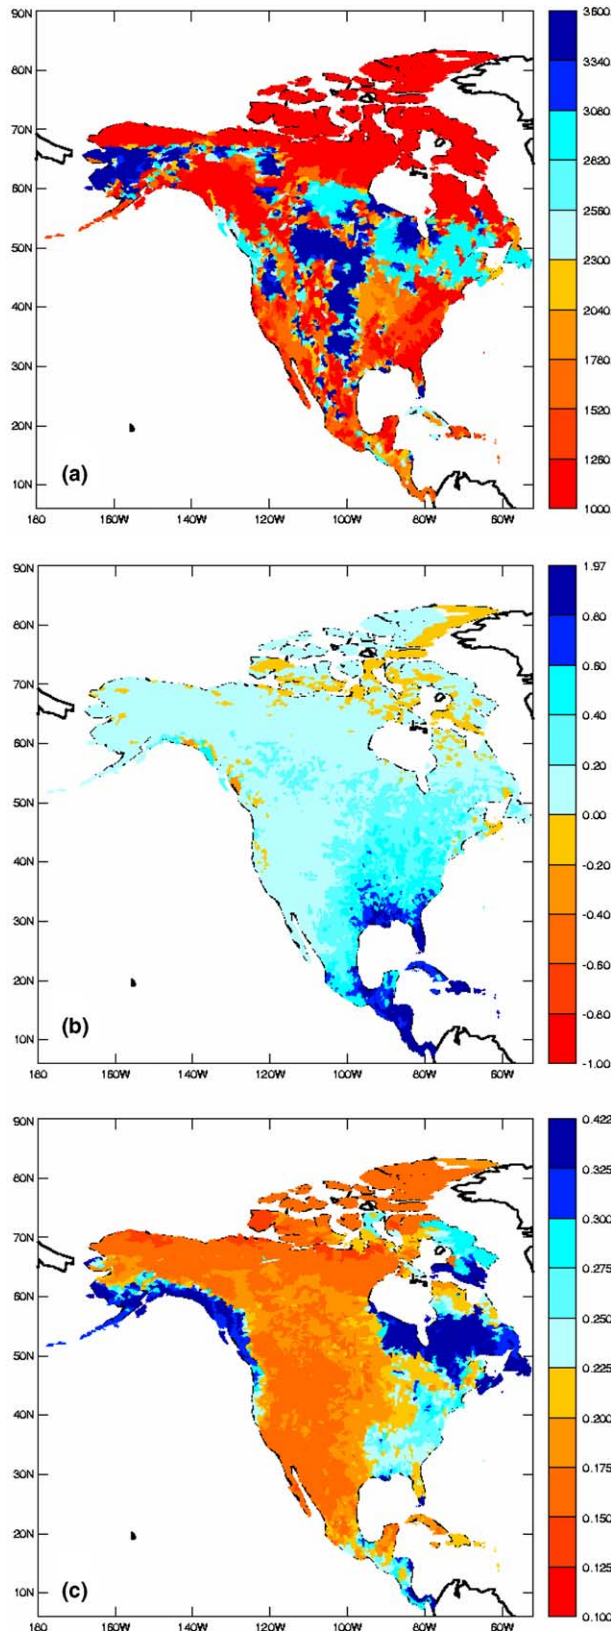 90N
80N
70N
60N
50N
40N
30N
20N
10N
(a)
180 160W 140W 120W 100W 80W 60W
3600
3340
3080
2820
2560
2300
2040
1780
1520
1260
1000
90N
80N
70N
60N
50N
40N
30N
20N
10N
(b)
180 160W 140W 120W 100W 80W 60W
1.97
0.80
0.60
0.40
0.20
0.00
-0.20
-0.40
-0.60
-0.80
-1.00
90N
80N
70N
60N
50N
40N
30N
20N
10N
(c)
180 160W 140W 120W 100W 80W 60W
0.422
0.325
0.300
0.275
0.250
0.225
0.200
0.175
0.150
0.125
0.100